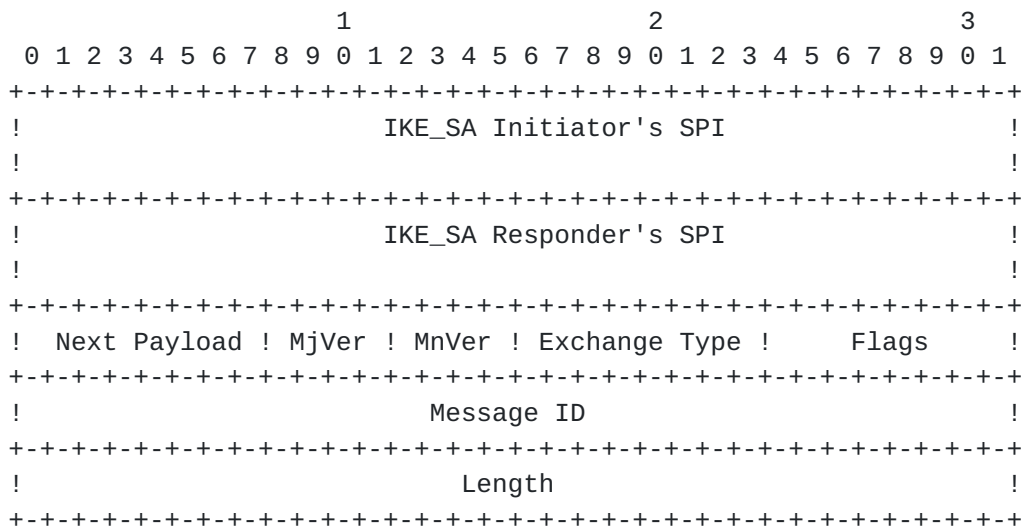 1                   2                   3
 0 1 2 3 4 5 6 7 8 9 0 1 2 3 4 5 6 7 8 9 0 1 2 3 4 5 6 7 8 9 0 1
+-+-+-+-+-+-+-+-+-+-+-+-+-+-+-+-+-+-+-+-+-+-+-+-+-+-+-+-+-+-+-+-+
!                       IKE_SA Initiator's SPI                  !
!                                                               !
+-+-+-+-+-+-+-+-+-+-+-+-+-+-+-+-+-+-+-+-+-+-+-+-+-+-+-+-+-+-+-+-+
!                       IKE_SA Responder's SPI                  !
!                                                               !
+-+-+-+-+-+-+-+-+-+-+-+-+-+-+-+-+-+-+-+-+-+-+-+-+-+-+-+-+-+-+-+-+
!  Next Payload ! MjVer ! MnVer ! Exchange Type !     Flags     !
+-+-+-+-+-+-+-+-+-+-+-+-+-+-+-+-+-+-+-+-+-+-+-+-+-+-+-+-+-+-+-+-+
!                          Message ID                           !
+-+-+-+-+-+-+-+-+-+-+-+-+-+-+-+-+-+-+-+-+-+-+-+-+-+-+-+-+-+-+-+-+
!                            Length                             !
+-+-+-+-+-+-+-+-+-+-+-+-+-+-+-+-+-+-+-+-+-+-+-+-+-+-+-+-+-+-+-+-+